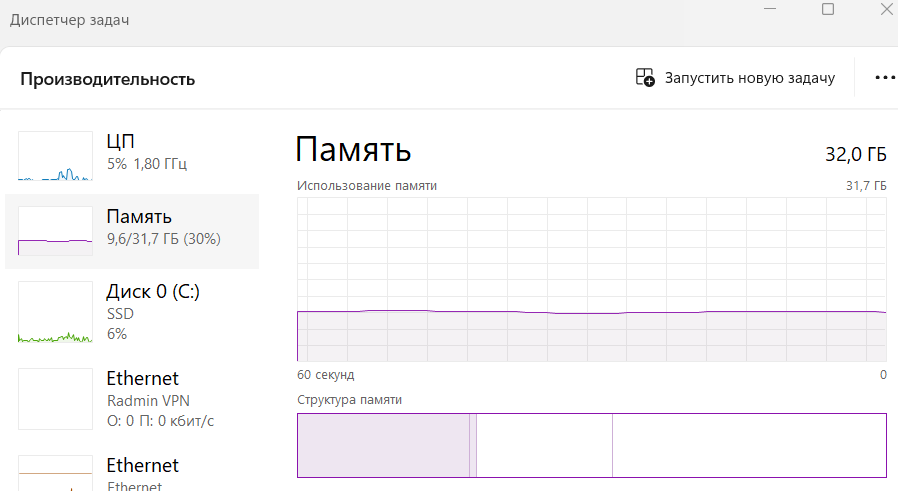 Диспетчер задач
Производительность
Запустить новую задачу
ЦП
5% 1,80 ГГц
Память
9,6/31,7 ГБ (30%)
Диск 0 (C:)
SSD
6%
Ethernet
Radmin VPN
О: 0 П: 0 кбит/с
Ethernet
Ethernet
Память
32,0 ГБ
Использование памяти
31,7 ГБ
60 секунд
0
Структура памяти